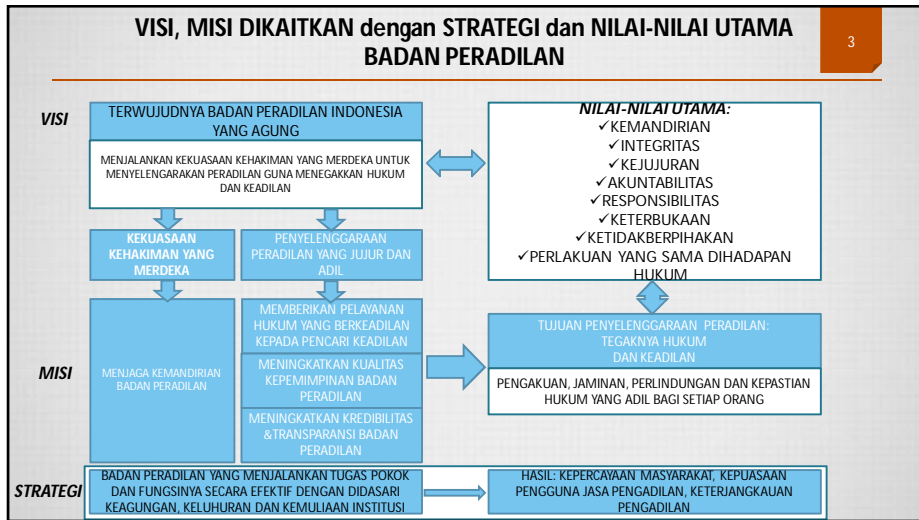 VISI, MISI DIKAITKAN dengan STRATEGI dan NILAI-NILAI UTAMA
BADAN PERADILAN
3
VISI
TERWUJUDNYA BADAN PERADILAN INDONESIA
YANG AGUNG
MENJALANKAN KEKUASAAN KEHAKIMAN YANG MERDEKA UNTUK
MENYELENGARAKAN PERADILAN GUNA MENEGAKKAN HUKUM
DAN KEADILAN
NILAI-NILAI UTAMA:
✓KEMANDIRIAN
✓INTEGRITAS
✓KEJUJURAN
✓AKUNTABILITAS
✓RESPONSIBILITAS
✓KETERBUKAAN
✓KETIDAKBERPIHAKAN
✓PERLAKUAN YANG SAMA DIHADAPAN
HUKUM
KEKUASAAN
KEHAKIMAN YANG
MERDEKA
PENYELENGGARAAN
PERADILAN YANG JUJUR DAN
ADIL
MISI
MENJAGA KEMANDIRIAN
BADAN PERADILAN
MEMBERIKAN PELAYANAN
HUKUM YANG BERKEADILAN
KEPADA PENCARI KEADILAN
MENINGKATKAN KUALITAS
KEPEMIMPINAN BADAN
PERADILAN
MENINGKATKAN KREDIBILITAS
&TRANSPARANSI BADAN
PERADILAN
TUJUAN PENYELENGGARAAN PERADILAN:
TEGAKNYA HUKUM
DAN KEADILAN
PENGAKUAN, JAMINAN, PERLINDUNGAN DAN KEPASTIAN
HUKUM YANG ADIL BAGI SETIAP ORANG
STRATEGI
BADAN PERADILAN YANG MENJALANKAN TUGAS POKOK
DAN FUNGSINYA SECARA EFEKTIF DENGAN DIDASARI
KEAGUNGAN, KELUHURAN DAN KEMULIAAN INSTITUSI
HASIL: KEPERCAYAAN MASYARAKAT, KEPUASAAN
PENGGUNA JASA PENGADILAN, KETERJANGKAUAN
PENGADILAN